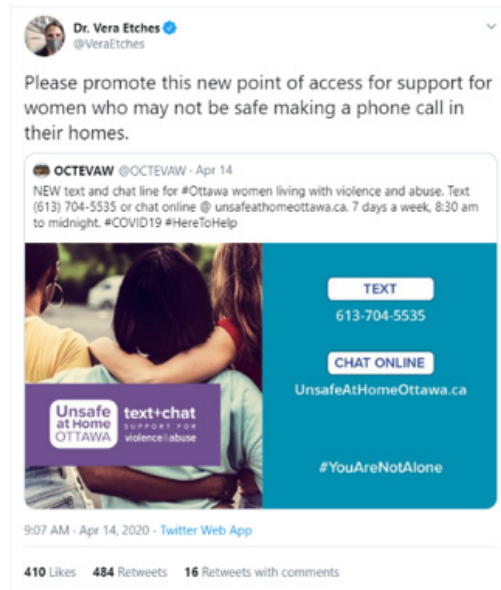 Dr. Vera Etches
@VeraEtches
Please promote this new point of access for support for
women who may not be safe making a phone call in
their homes.
OCTEVAW @OCTEVAW · Apr 14
NEW text and chat line for #Ottawa women living with violence and abuse. Text
(613) 704-5535 or chat online @ unsafeathomeottawa.ca. 7 days a week, 8:30 am
to midnight. #COVID19 #HereToHelp
TEXT
613-704-5535
CHAT ONLINE
UnsafeAtHomeOttawa.ca
#YouAreNotAlone
Unsafe
at Home
OTTAWA
text+chat
SUPPORT FOR
violence||abuse
9:07 AM · Apr 14, 2020 · Twitter Web App
410 Likes 484 Retweets 16 Retweets with comments